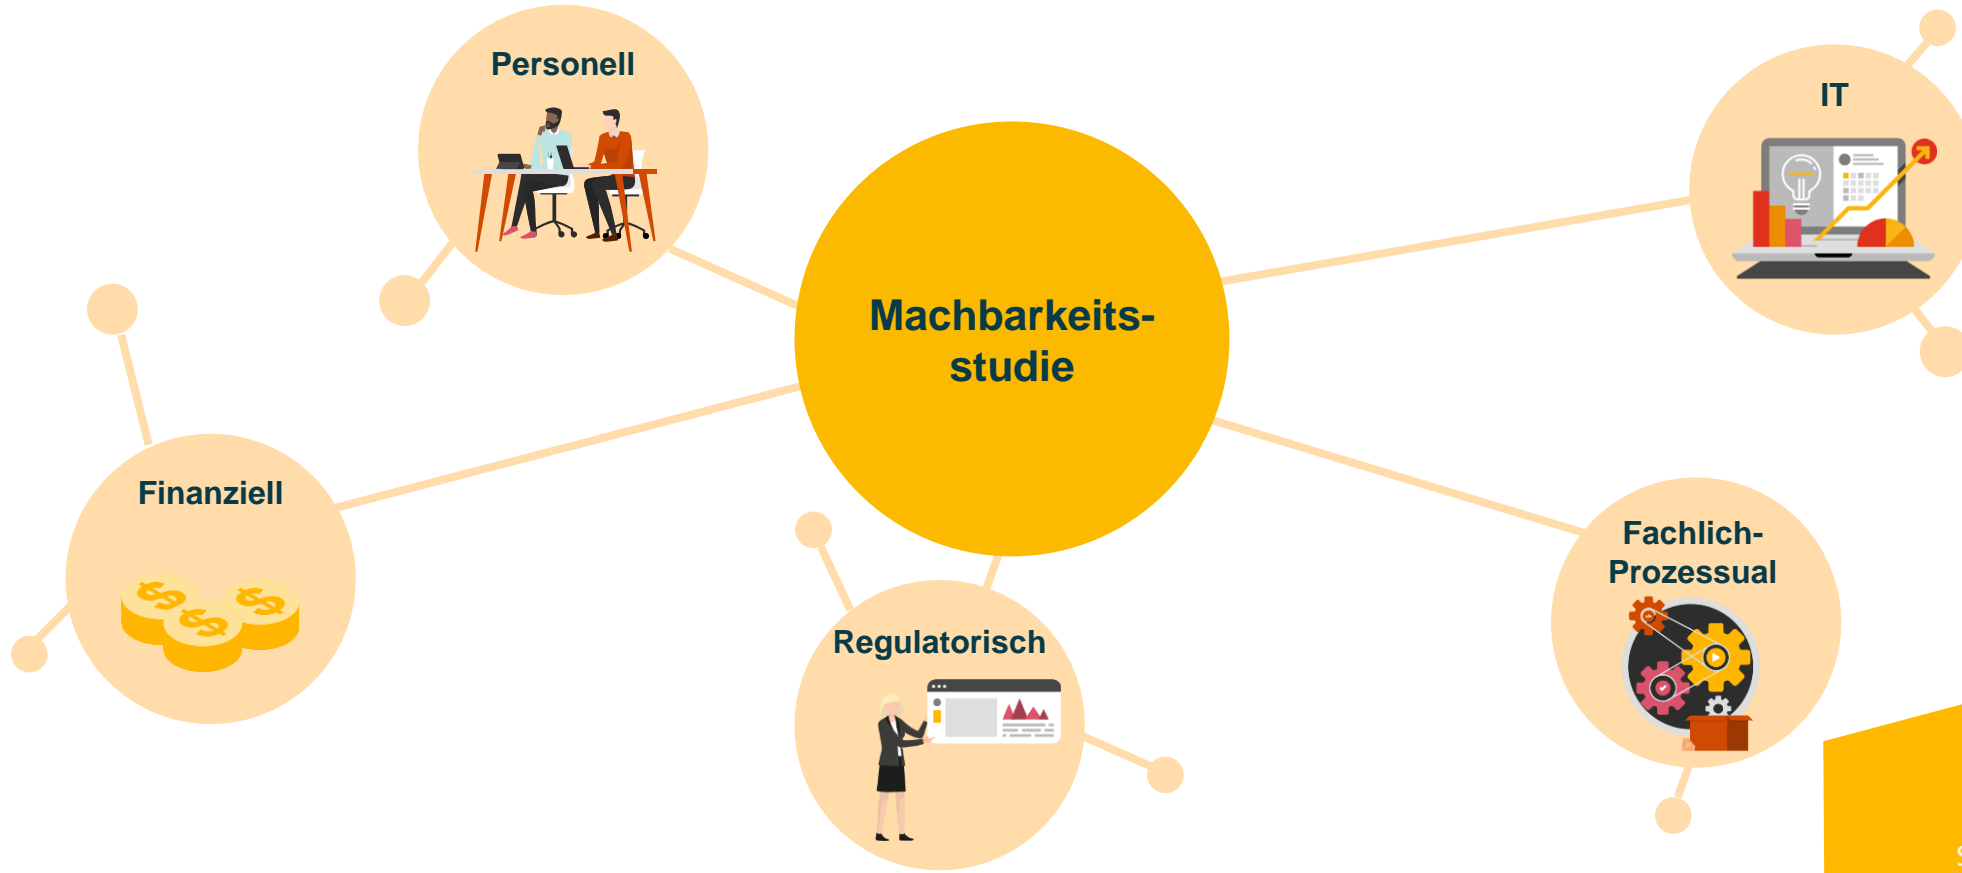 Personell
IT
Machbarkeits-
studie
Finanziell
Fachlich-
Prozessual
Regulatorisch